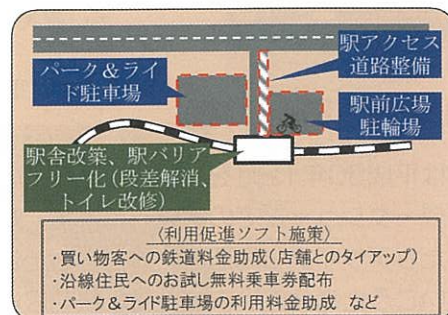 駅アクセス
道路整備
パーク&ライ
ド駐車場
駅前広場
駐輪場
駅舎改築、駅バリア
フリー化(段差解消、
トイレ改修)
〈利用促進ソフト施策〉
・買い物客への鉄道料金助成(店舗とのタイアップ)
・沿線住民へのお試し無料乗車券配布
・パーク&ライド駐車場の利用料金助成 など